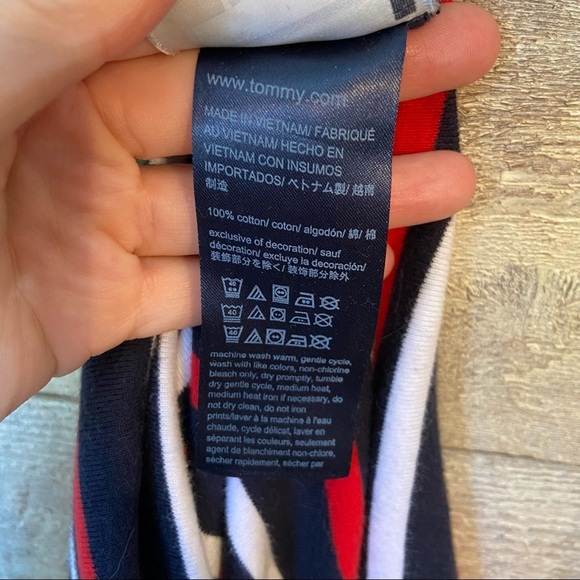 www.tommy.com
MADE IN VIETNAM/ FABRIQUÉ
AU VIETNAM/ HECHO EN
VIETNAM CON INSUMOS
IMPORTADOS/ ベトナム製/ 越南
制造
100% cotton/ coton/ algodón/ 綿/ 棉
exclusive of decoration/ sauf
décoration/ excluye la decoración/
装飾部分を除く/ 装饰部分除外
40
40
machine wash warm, gentle cycle,
wash with like colors, non-chlorine
bleach only, dry promptly, tumble
dry gentle cycle, medium heat,
medium heat iron if necessary, do
not dry clean, do not iron
prints/laver à la machine à l'eau
chaude, cycle délicat, laver en
séparant les couleurs, seulement
agent de blanchiment non-chlore,
sécher rapidement, sécher par